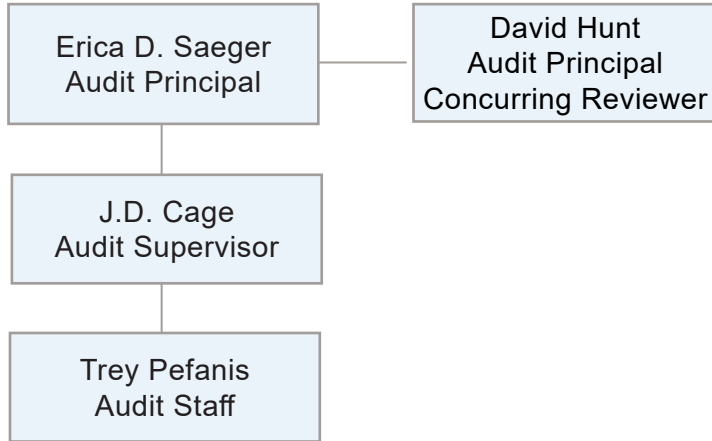 Erica D. Saeger
Audit Principal
David Hunt
Audit Principal
Concurring Reviewer
J.D. Cage
Audit Supervisor
Trey Pefanis
Audit Staff